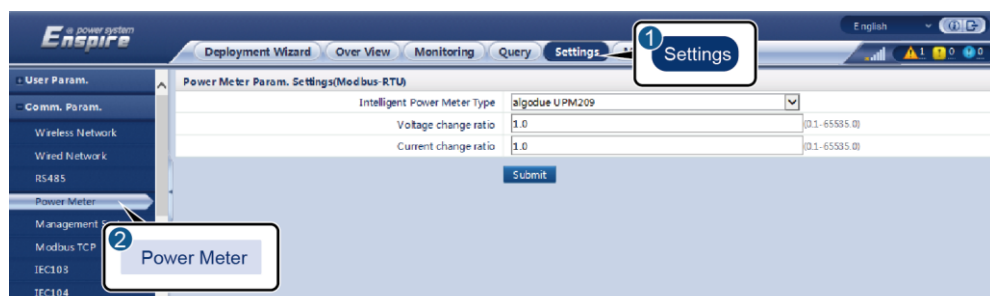 Enspire
e power system
English
Deployment Wizard
Over View
Monitoring
Query
Settings
1
Settings
1
0
0
User Param.
Power Meter Param. Settings(Modbus-RTU)
Comm. Param.
Intelligent Power Meter Type
algodue UPM209
Voltage change ratio
1.0
(0.1-65535.0)
Wireless Network
Current change ratio
1.0
(0.1-65535.0)
Wired Network
RS485
Submit
Power Meter
Management
2
Power Meter
Modbus TCP
IEC103
IEC104